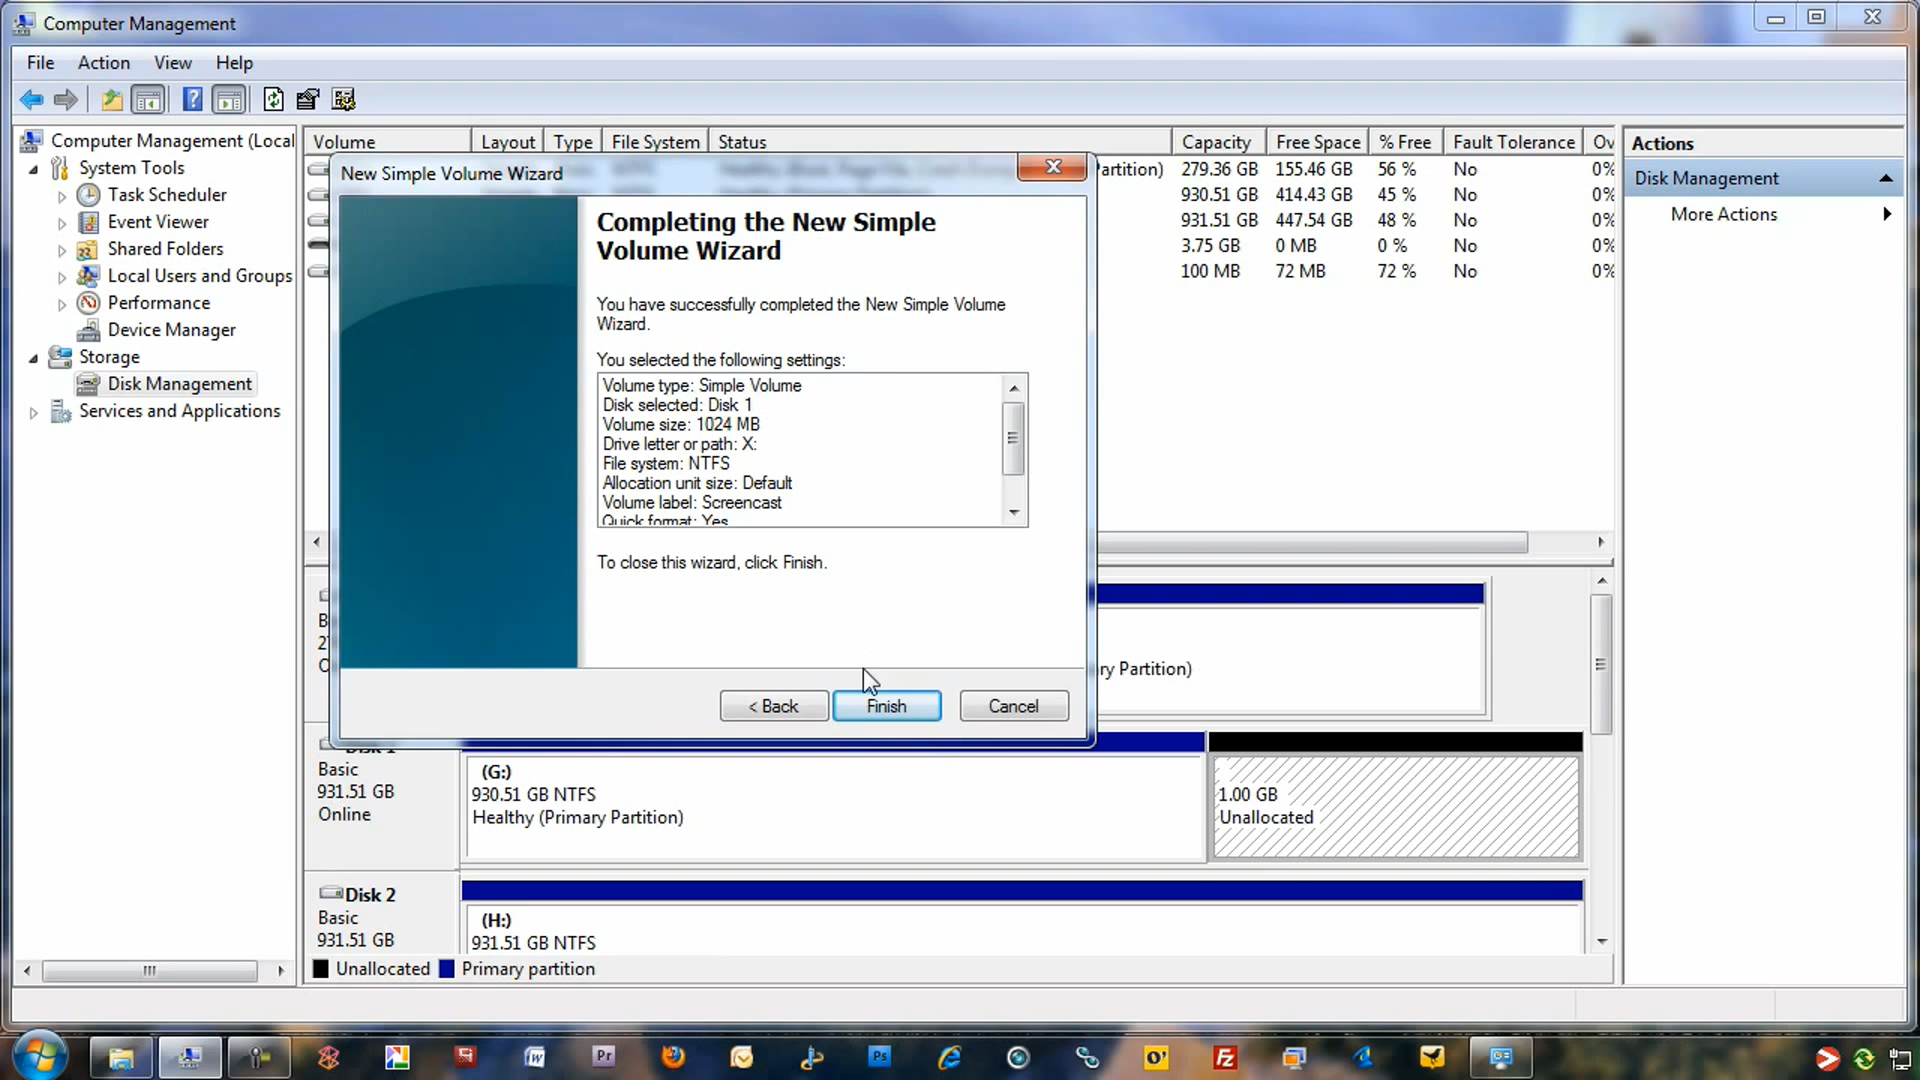 Computer Management
File Action View Help
Computer Management (Local
System Tools
Task Scheduler
Event Viewer
Shared Folders
Local Users and Groups
Performance
Device Manager
Storage
Disk Management
Services and Applications
Volume Layout Type File System Status Capacity Free Space % Free Fault Tolerance Ov
Partition) 279.36 GB 155.46 GB 56 % No 0%
930.51 GB 414.43 GB 45 % No 0%
931.51 GB 447.54 GB 48 % No 0%
3.75 GB 0 MB 0 % No 0%
100 MB 72 MB 72 % No 0%
New Simple Volume Wizard
Completing the New Simple
Volume Wizard
You have successfully completed the New Simple Volume
Wizard.
You selected the following settings:
Volume type: Simple Volume
Disk selected: Disk 1
Volume size: 1024 MB
Drive letter or path: X:
File system: NTFS
Allocation unit size: Default
Volume label: Screencast
Quick format: Yes
To close this wizard, click Finish.
< Back Finish Cancel
ry Partition)
Disk 1
Basic
931.51 GB
Online
(G:)
930.51 GB NTFS
Healthy (Primary Partition)
1.00 GB
Unallocated
Disk 2
Basic
931.51 GB
(H:)
931.51 GB NTFS
Unallocated Primary partition
Actions
Disk Management
More Actions
Pr
Ps
Fz